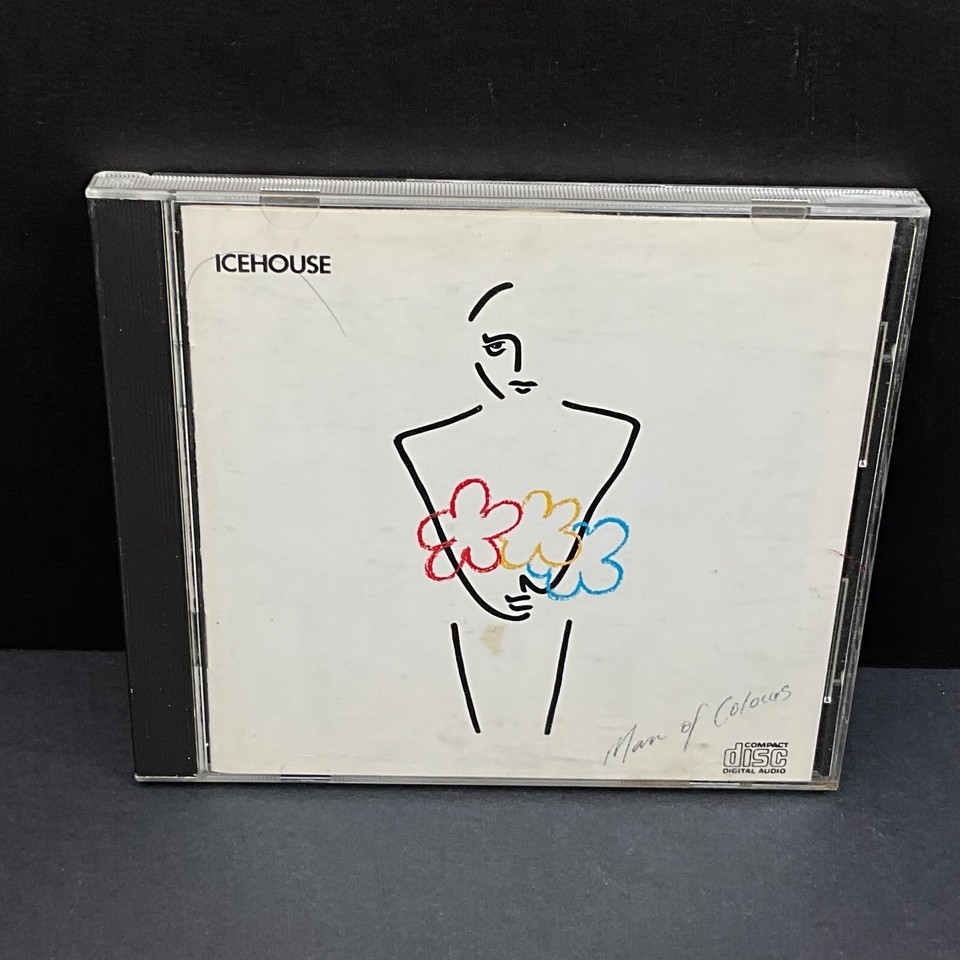 ICEHOUSE
Man of Colours
COMPACT
disc
DIGITAL AUDIO